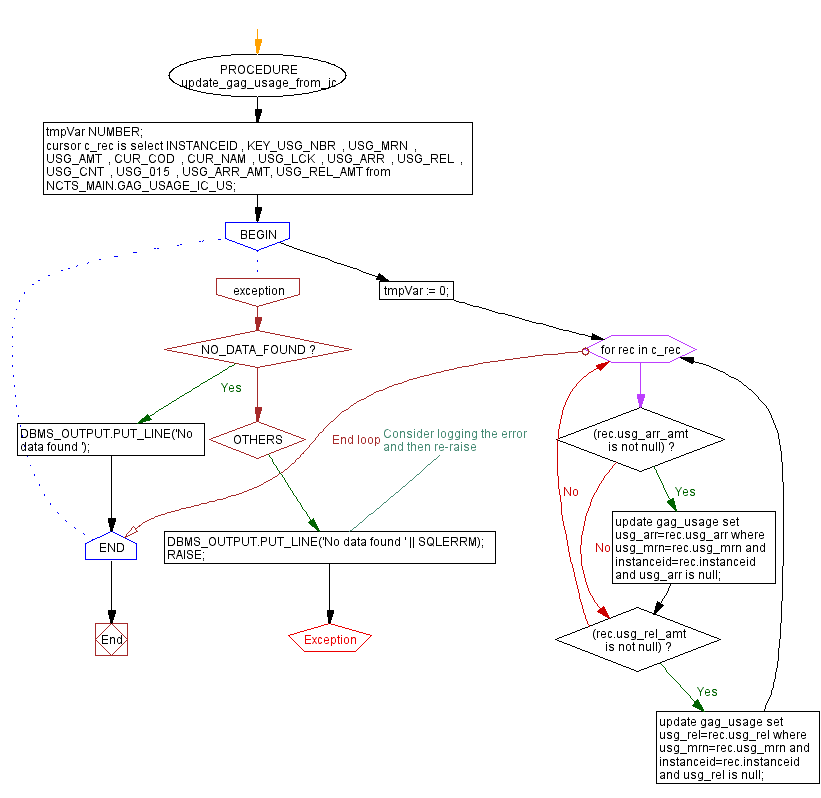 PROCEDURE
update_gag_usage_from_ic
tmpVar NUMBER;
cursor c_rec is select INSTANCEID , KEY_USG_NBR , USG_MRN ,
USG_AMT , CUR_COD , CUR_NAM , USG_LCK , USG_ARR , USG_REL ,
USG_CNT , USG_015 , USG_ARR_AMT, USG_REL_AMT from
NCTS_MAIN.GAG_USAGE_IC_US;
BEGIN
exception
tmpVar := 0;
NO_DATA_FOUND ?
for rec in c_rec
Yes
DBMS_OUTPUT.PUT_LINE('No
data found ');
OTHERS
End loop
Consider logging the error
and then re-raise
(rec.usg_arr_amt
is not null) ?
No
Yes
update gag_usage set
usg_arr=rec.usg_arr where
usg_mrn=rec.usg_mrn and
instanceid=rec.instanceid
and usg_arr is null;
No
END
DBMS_OUTPUT.PUT_LINE('No data found ' || SQLERRM);
RAISE;
End
Exception
(rec.usg_rel_amt
is not null) ?
Yes
update gag_usage set
usg_rel=rec.usg_rel where
usg_mrn=rec.usg_mrn and
instanceid=rec.instanceid
and usg_rel is null;